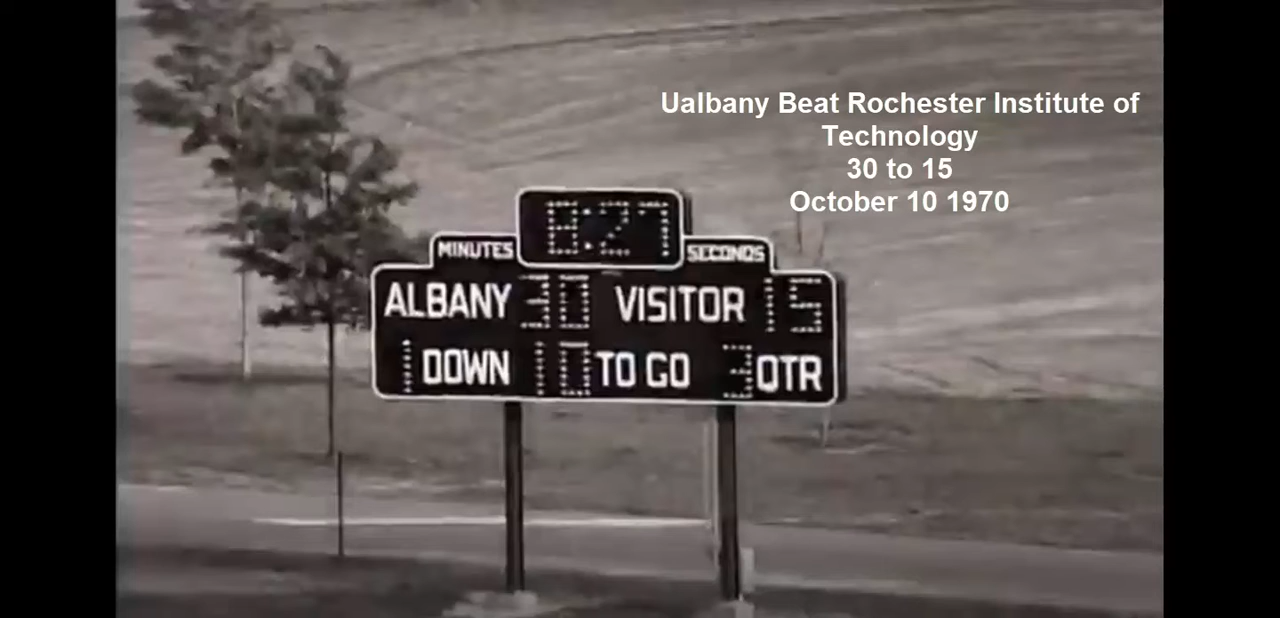 Ualbany Beat Rochester Institute of
Technology
30 to 15
October 10 1970
8:27
MINUTES SECONDS
ALBANY 30 VISITOR 15
1 DOWN 10 TO GO 3 QTR